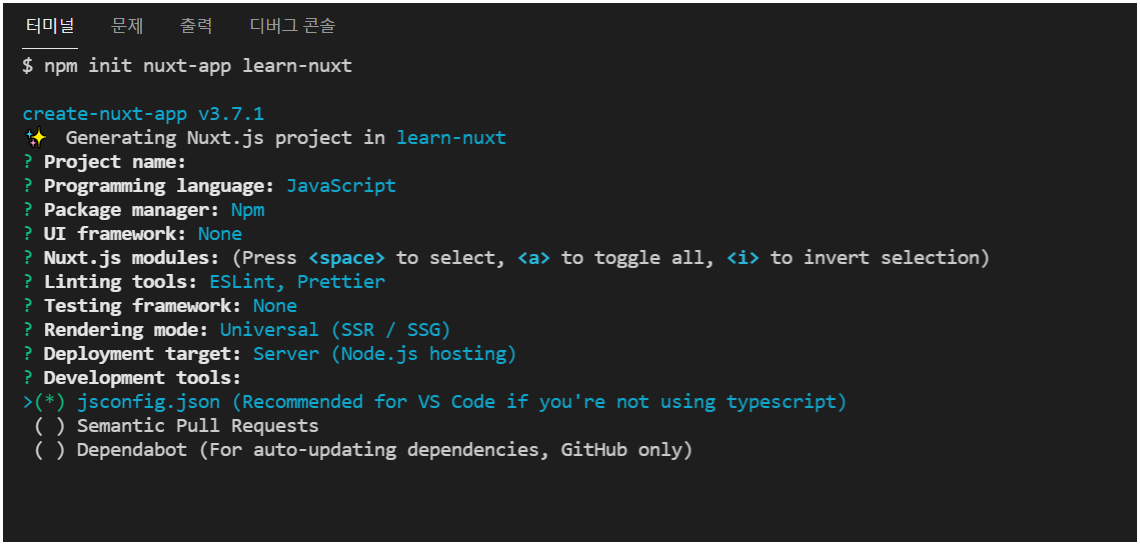 터미널 문제 출력 디버그 콘솔
$ npm init nuxt-app learn-nuxt
create-nuxt-app v3.7.1
✨ Generating Nuxt.js project in learn-nuxt
? Project name:
? Programming language: JavaScript
? Package manager: Npm
? UI framework: None
? Nuxt.js modules: (Press <space> to select, <a> to toggle all, <i> to invert selection)
? Linting tools: ESLint, Prettier
? Testing framework: None
? Rendering mode: Universal (SSR / SSG)
? Deployment target: Server (Node.js hosting)
? Development tools:
>(*) jsconfig.json (Recommended for VS Code if you're not using typescript)
( ) Semantic Pull Requests
( ) Dependabot (For auto-updating dependencies, GitHub only)